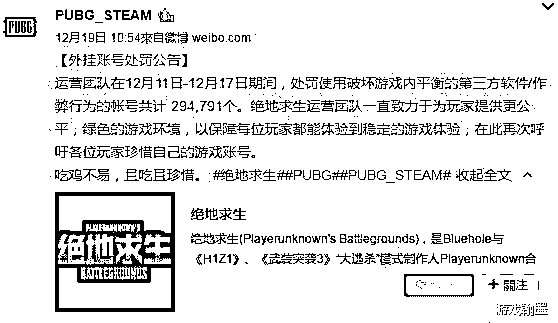 PUBG
PUBG_STEAM
12月19日 10:54来自微博 weibo.com
【外挂账号处罚公告】
运营团队在12月11日-12月17日期间，处罚使用破坏游戏内平衡的第三方软件/作
弊行为的账号共计 294,791个。绝地求生运营团队一直致力于为玩家提供更公
平，绿色的游戏环境，以保障每位玩家都能体验到稳定的游戏体验；在此再次呼
吁各位玩家珍惜自己的游戏账号。
吃鸡不易，且吃且珍惜。 #绝地求生##PUBG##PUBG_STEAM# 收起全文
PLAYERUNKNOWN'S
绝地求生
BATTLEGROUNDS
绝地求生
绝地求生(Playerunknown's Battlegrounds)，是Bluehole与
《H1Z1》、《武装突袭3》“大逃杀”模式制作人Playerunknown合
+關注